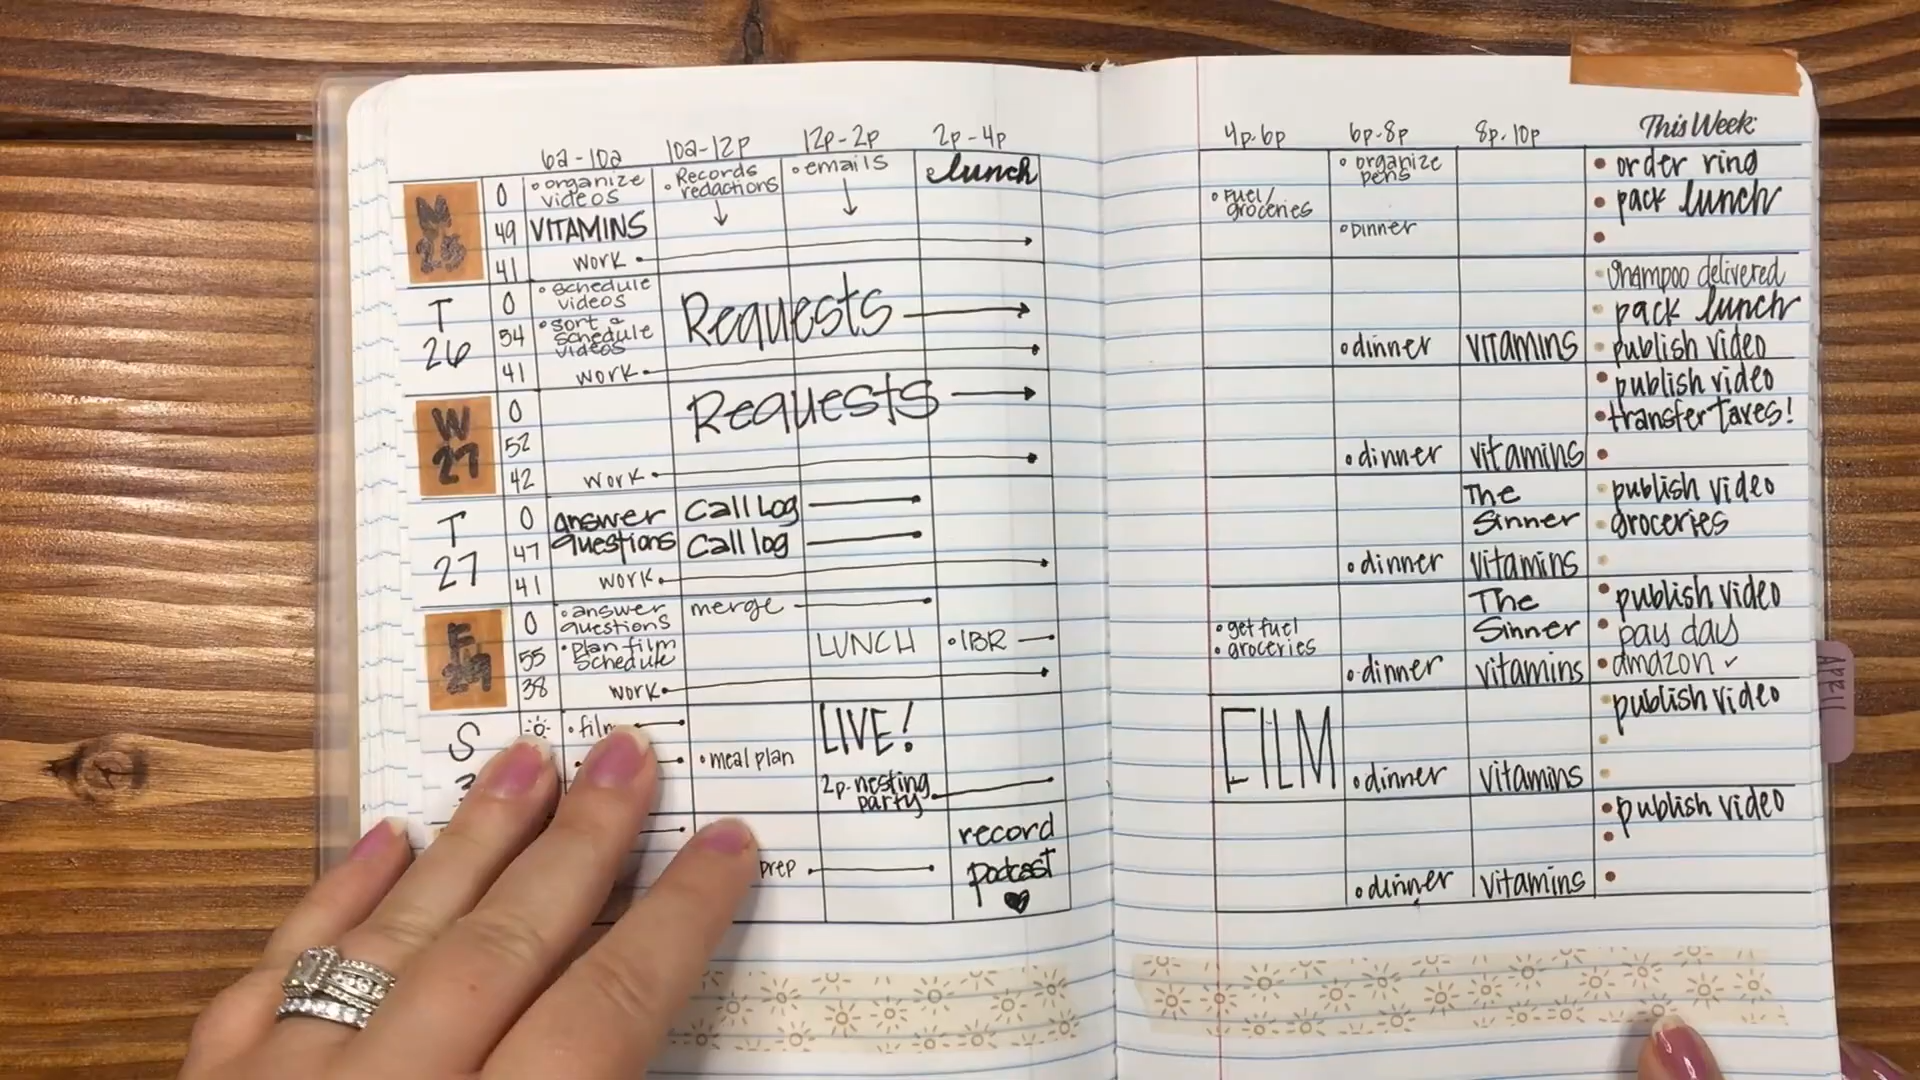 6a-10a 10a-12p 12p-2p 2p-4p
M
25
0
49
41
organize
videos
VITAMINS
work
Records
redactions
emails
lunch
T
26
0
54
41
schedule
videos
sort &
schedule
videos
work
Requests
W
27
0
52
42
work
Requests
T
27
0
47
41
answer
questions
work
Call Log
Call log
F
29
0
55
38
answer
questions
plan film
schedule
work
merge
LUNCH
IBR
S
film
meal plan
LIVE!
2p-nesting
party
prep
record
podcast
4p-6p 6p-8p 8p-10p This Week
Fuel/
groceries
organize
pens
Dinner
order ring
pack lunch
dinner
vitamins
shampoo delivered
pack lunch
publish video
dinner
vitamins
publish video
transfer taxes!
dinner
The
Sinner
vitamins
publish video
groceries
get fuel
groceries
dinner
The
Sinner
vitamins
publish video
pay day
amazon ✓
FILM
dinner
vitamins
publish video
dinner
vitamins
publish video
APRIL